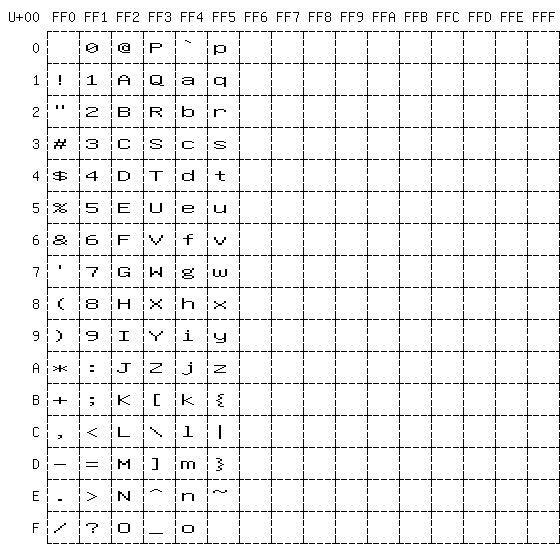 U+00 FF0 FF1 FF2 FF3 FF4 FF5 FF6 FF7 FF8 FF9 FFA FFB FFC FFD FFE FFF
0 0 @ P ` p
1 ! 1 A Q a q
2 " 2 B R b r
3 # 3 C S c s
4 $ 4 D T d t
5 % 5 E U e u
6 & 6 F V f v
7 ' 7 G W g w
8 ( 8 H X h x
9 ) 9 I Y i y
A * : J Z j z
B + ; K [ k {
C , < L \ l |
D - = M ] m }
E . > N ^ n ~
F / ? O _ o